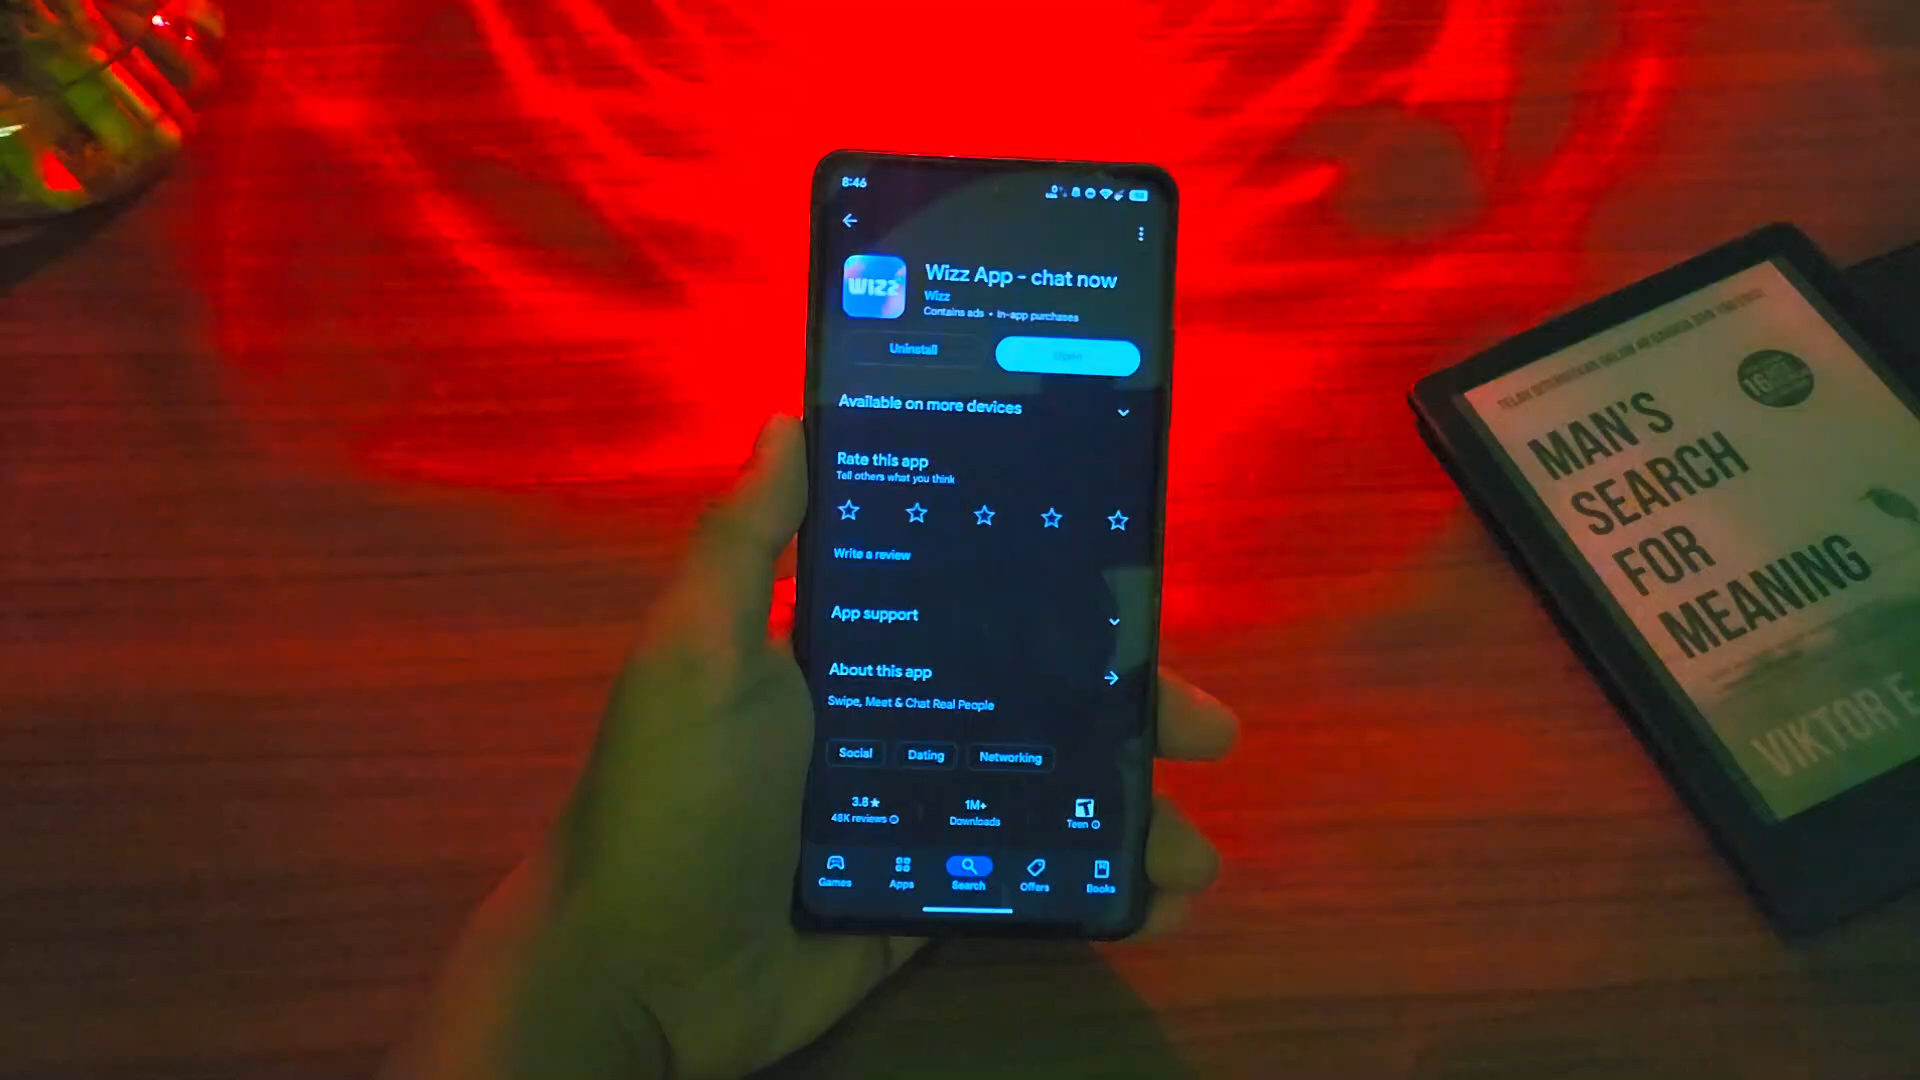 8:46
WIZZ
Wizz App - chat now
Wizz
Contains ads • In-app purchases
Uninstall
Open
Available on more devices
Rate this app
Tell others what you think
Write a review
App support
About this app
Swipe, Meet & Chat Real People
Social
Dating
Networking
3.8★
48K reviews
1M+
Downloads
T
Teen
Games
Apps
Search
Offers
Books
MAN'S
SEARCH
FOR
MEANING
VIKTOR E
16